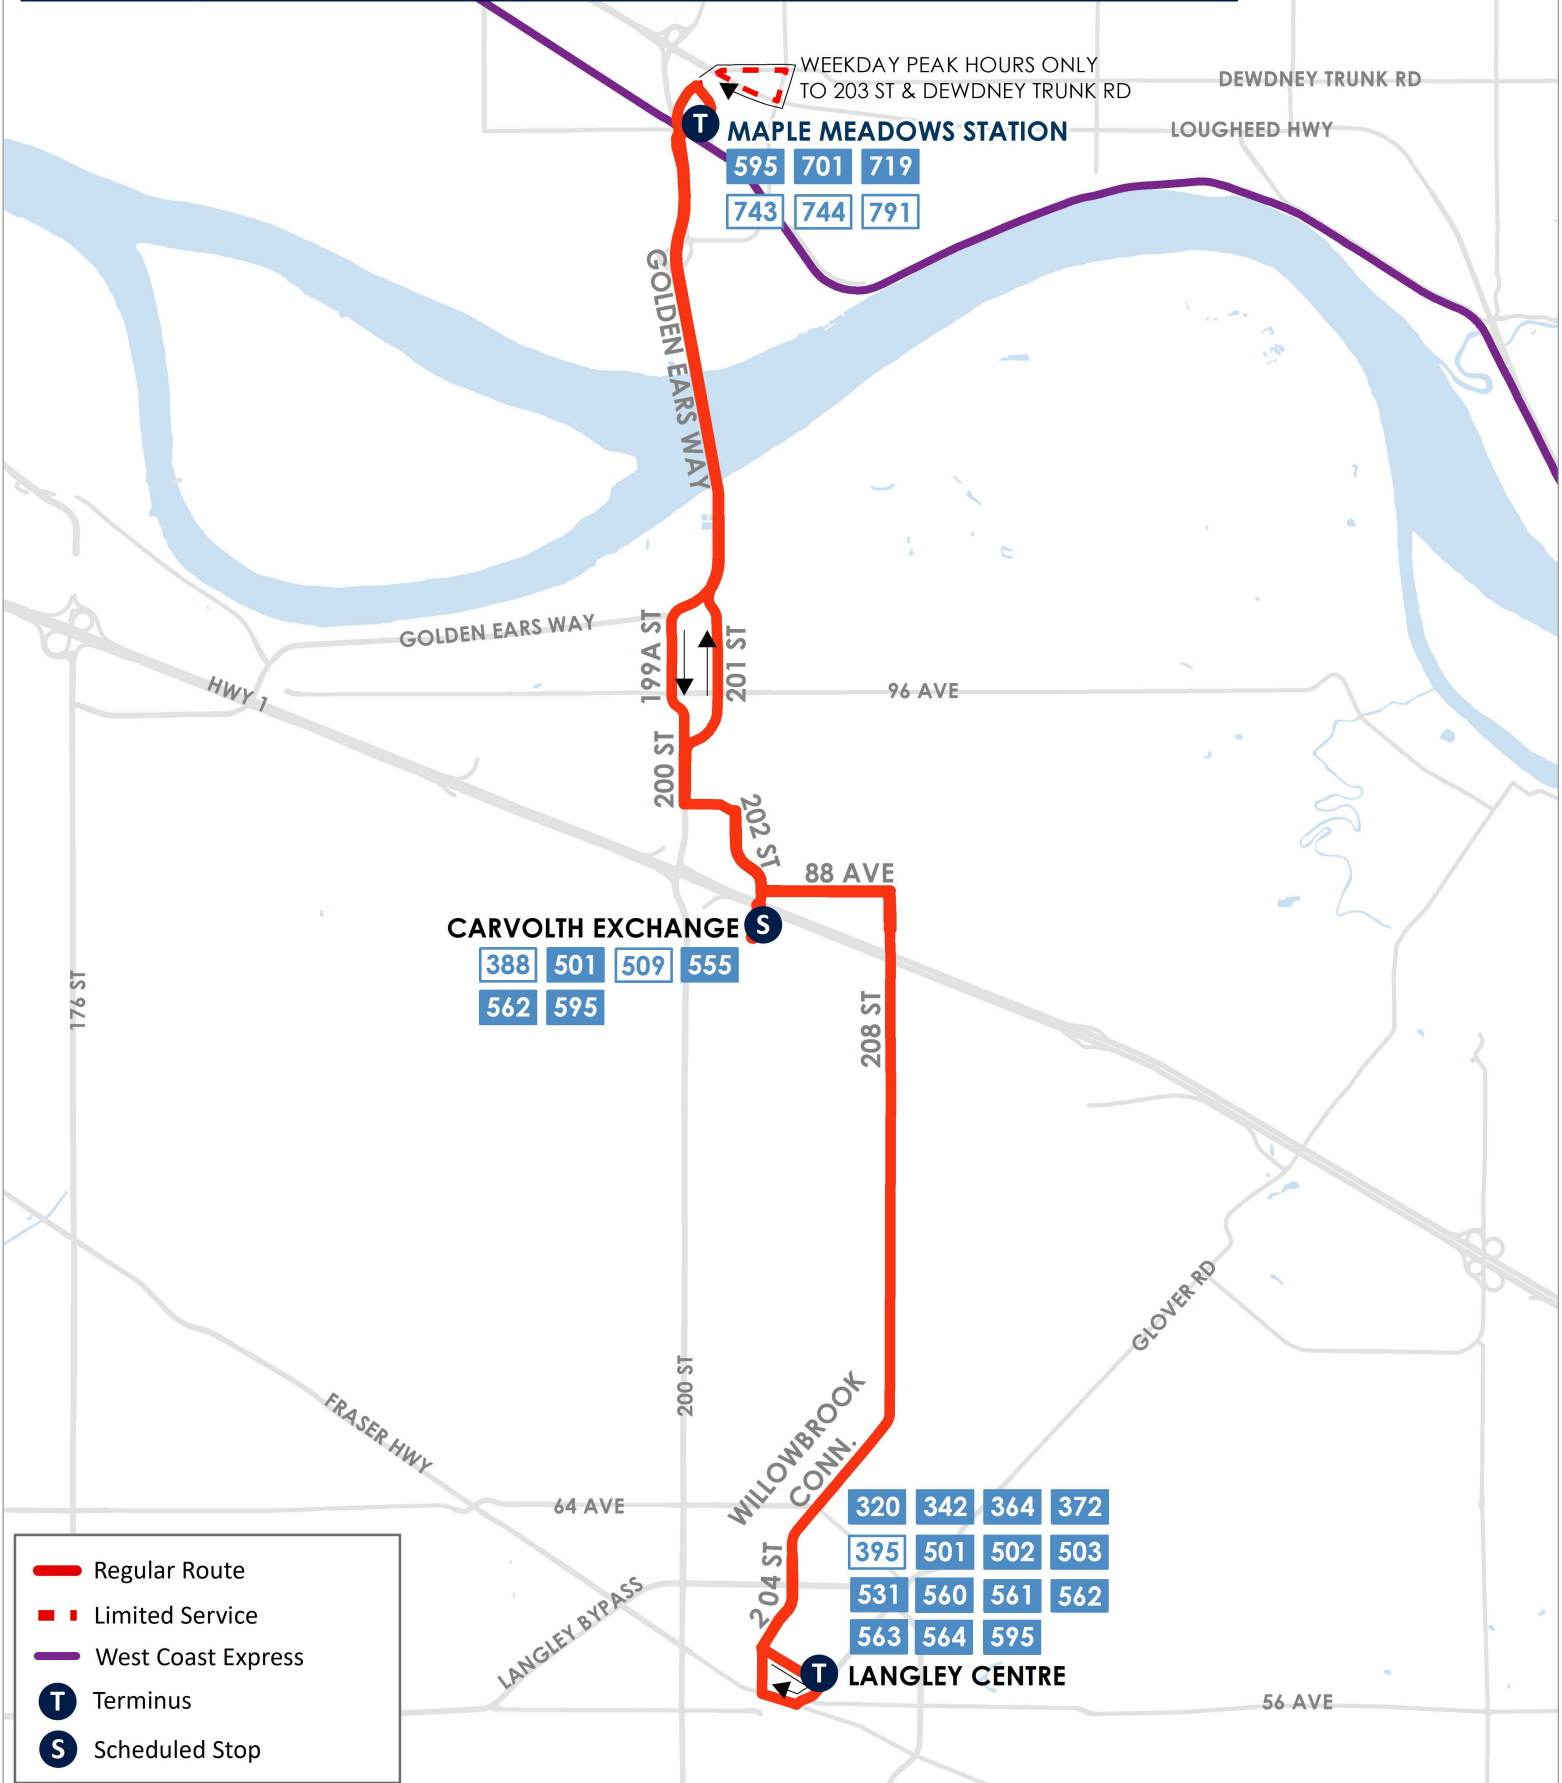 WEEKDAY PEAK HOURS ONLY
TO 203 ST & DEWDNEY TRUNK RD
DEWDNEY TRUNK RD
LOUGHEED HWY
T
MAPLE MEADOWS STATION
595 701 719
743 744 791
GOLDEN EARS WAY
GOLDEN EARS WAY
199A ST
201 ST
96 AVE
HWY 1
200 ST
202 ST
88 AVE
CARVOLTH EXCHANGE
S
388 501 509 555
562 595
176 ST
208 ST
GLOVER RD
200 ST
FRASER HWY
WILLOWBROOK
CONN.
64 AVE
320 342 364 372
395 501 502 503
531 560 561 562
563 564 595
204 ST
LANGLEY BYPASS
T
LANGLEY CENTRE
56 AVE
Regular Route
Limited Service
West Coast Express
T Terminus
S Scheduled Stop